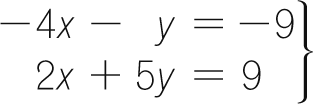 −4x − y = −9
2x + 5y = 9